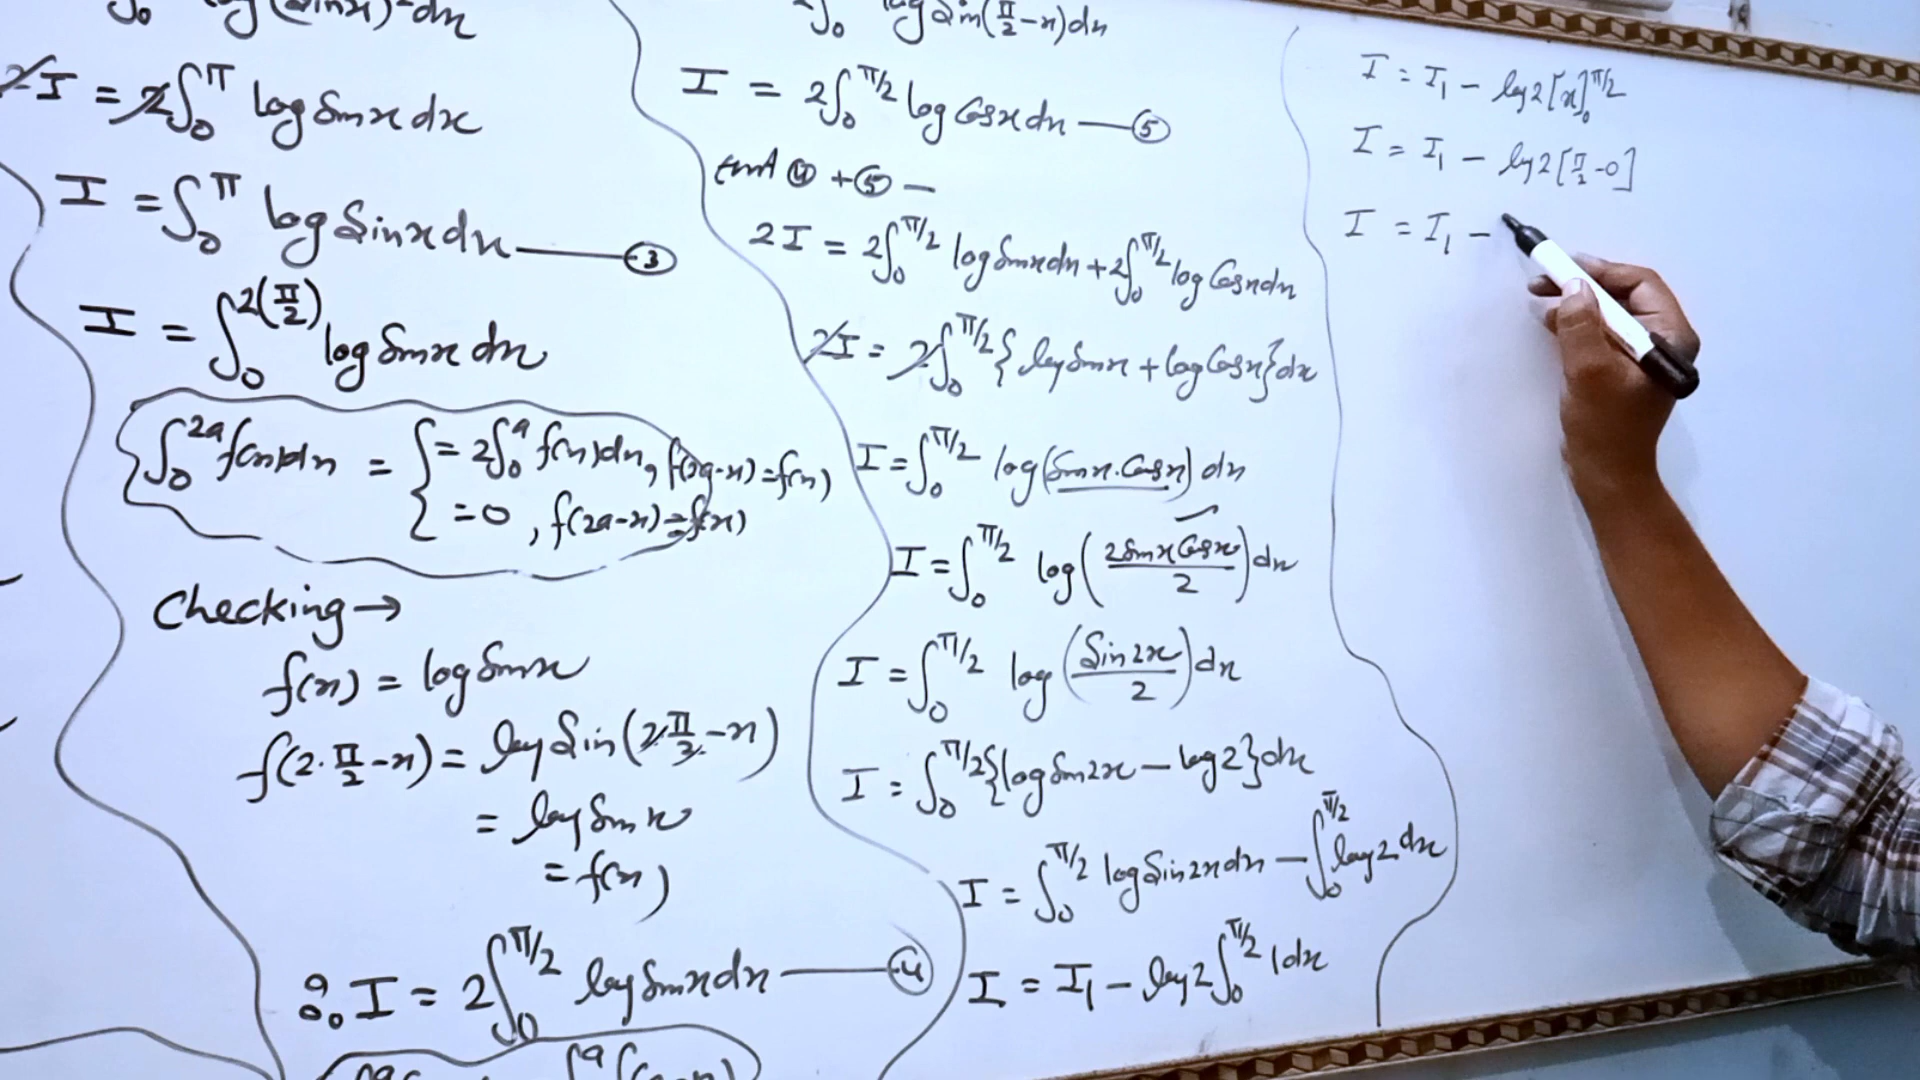 log(sinx)²dx
2I = 2∫₀^π log sinx dx
I = ∫₀^π log Sinx dx — ③
I = ∫₀^{2(π/2)} log sinx dx
∫₀^{2a} f(x)dx = { = 2∫₀^a f(x)dx, f(2a-x)=f(x)
= 0, f(2a-x)=-f(x)
Checking →
f(x) = log sinx
f(2·π/2-x) = log Sin(2π/2-x)
= log sinx
= f(x)
∴ I = 2∫₀^{π/2} log sinx dx — ④
2∫₀ log sin(π/2-x)dx
I = 2∫₀^{π/2} log Cosx dx — ⑤
④ + ⑤ —
2I = 2∫₀^{π/2} log sinx dx + 2∫₀^{π/2} log Cosx dx
2I = 2∫₀^{π/2} {log sinx + log Cosx}dx
I = ∫₀^{π/2} log(sinx.Cosx) dx
I = ∫₀^{π/2} log(2sinx Cosx/2)dx
I = ∫₀^{π/2} log(Sin2x/2)dx
I = ∫₀^{π/2} {log sin2x - log2}dx
I = ∫₀^{π/2} log Sin2x dx - ∫₀^{π/2} log2 dx
I = I₁ - log2∫₀^{π/2} 1dx
I = I₁ - log2[x]₀^{π/2}
I = I₁ - log2[π/2-0]
I = I₁ -